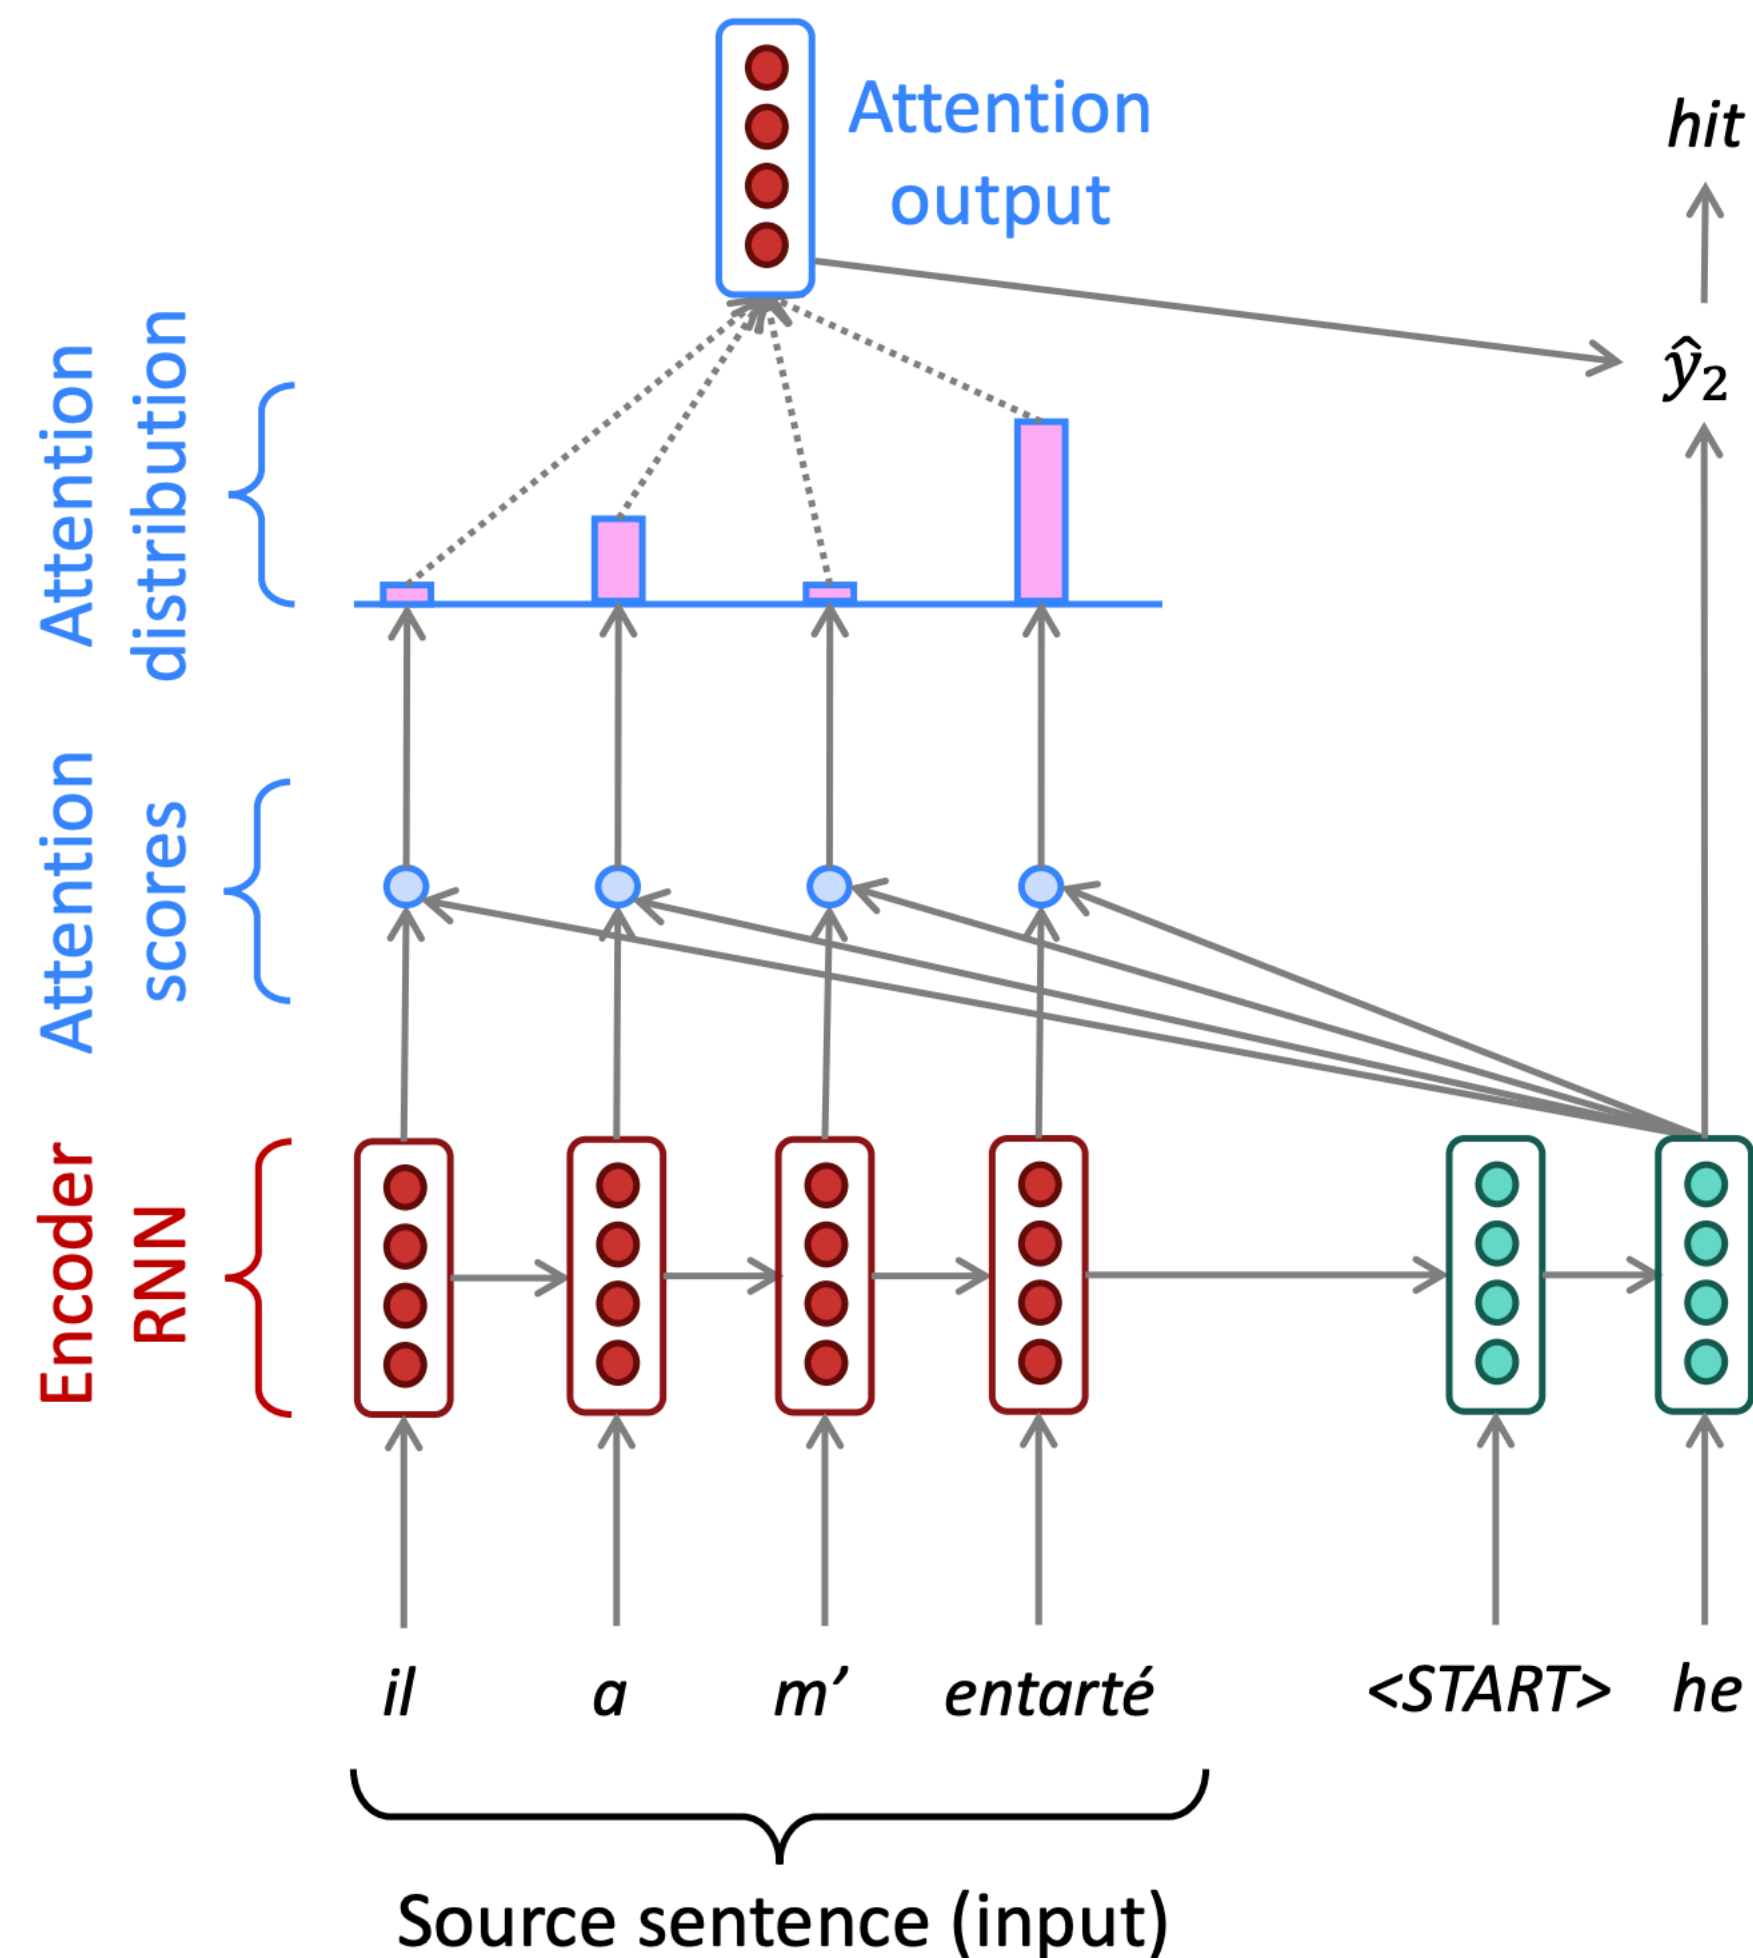 Attention
output
hit
Attention
distribution
ŷ₂
Attention
scores
Encoder
RNN
il a m’ entarté <START> he
Source sentence (input)